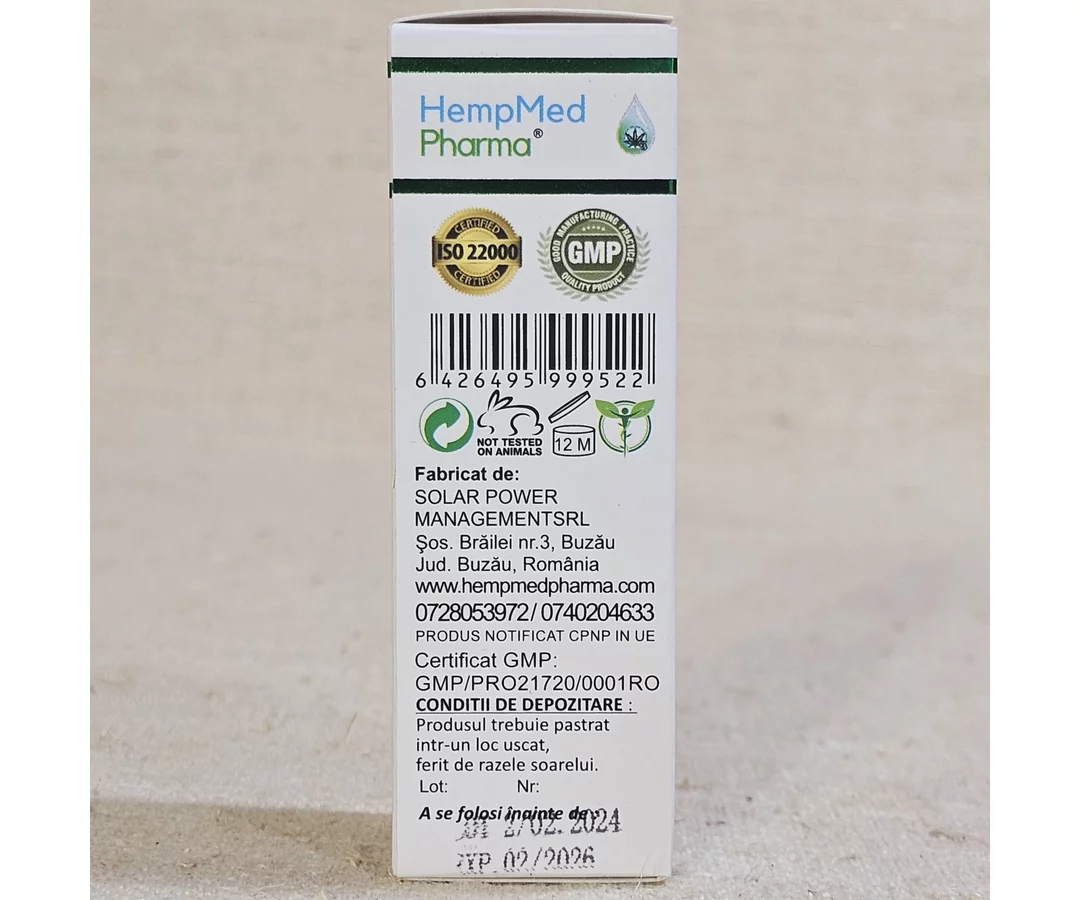 HempMed
Pharma®
CERTIFIED
ISO 22000
CERTIFIED
GOOD MANUFACTURING PRACTICE
GMP
QUALITY PRODUCT
6 426495 999522
NOT TESTED
ON ANIMALS
12 M
Fabricat de:
SOLAR POWER
MANAGEMENTSRL
Şos. Brăilei nr.3, Buzău
Jud. Buzău, România
www.hempmedpharma.com
0728053972/ 0740204633
PRODUS NOTIFICAT CPNP IN UE
Certificat GMP:
GMP/PRO21720/0001RO
CONDITII DE DEPOZITARE :
Produsul trebuie pastrat
intr-un loc uscat,
ferit de razele soarelui.
Lot: Nr:
A se folosi înainte de:
2024
EXP. 02/2026